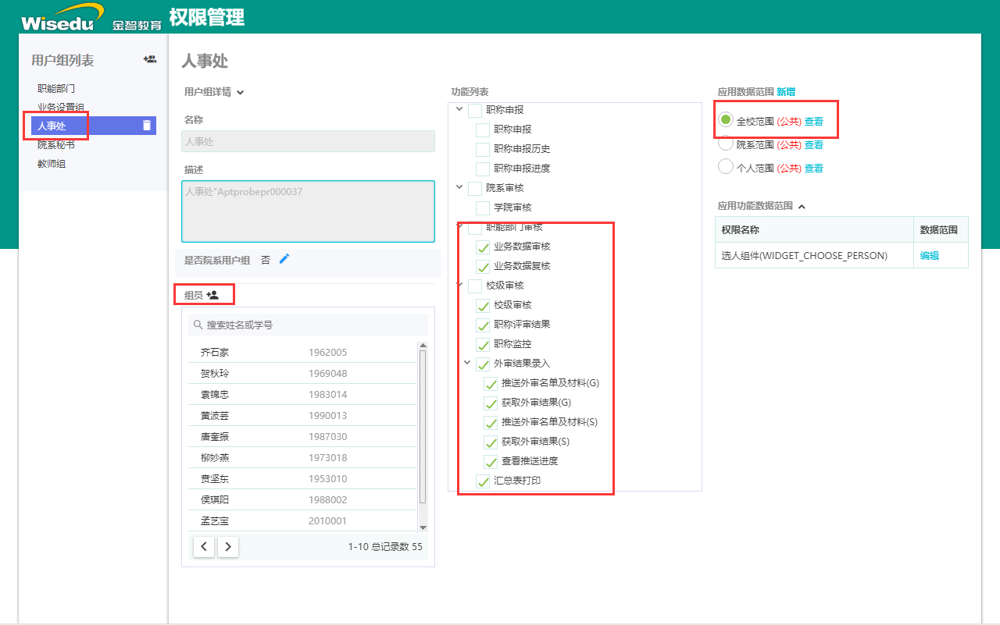 Wisedu 金智教育 权限管理
用户组列表
职能部门
业务设置组
人事处
院系秘书
教师组
人事处
用户组详情
名称
人事处
描述
人事处"Aptprobepr000037
是否院系用户组 否
组员
搜索姓名或学号
齐石家 1962005
贺秋玲 1969048
袁锦忠 1983014
黄波芸 1990013
唐奎振 1987030
柳妙燕 1973018
贲坚东 1953010
侯琪阳 1988002
孟艺宝 2010001
1-10 总记录数 55
功能列表
职称申报
职称申报
职称申报历史
职称申报进度
院系审核
学院审核
职能部门审核
业务数据审核
业务数据复核
校级审核
校级审核
职称评审结果
职称监控
外审结果录入
推送外审名单及材料(G)
获取外审结果(G)
推送外审名单及材料(S)
获取外审结果(S)
查看推送进度
汇总表打印
应用数据范围 新增
全校范围 (公共) 查看
院系范围 (公共) 查看
个人范围 (公共) 查看
应用功能数据范围
权限名称 数据范围
选人组件(WIDGET_CHOOSE_PERSON) 编辑